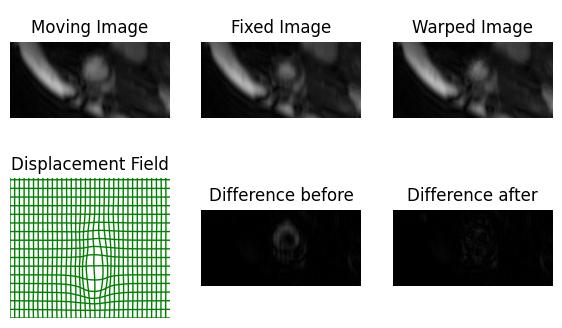 Moving Image
Fixed Image
Warped Image
Displacement Field
Difference before
Difference after